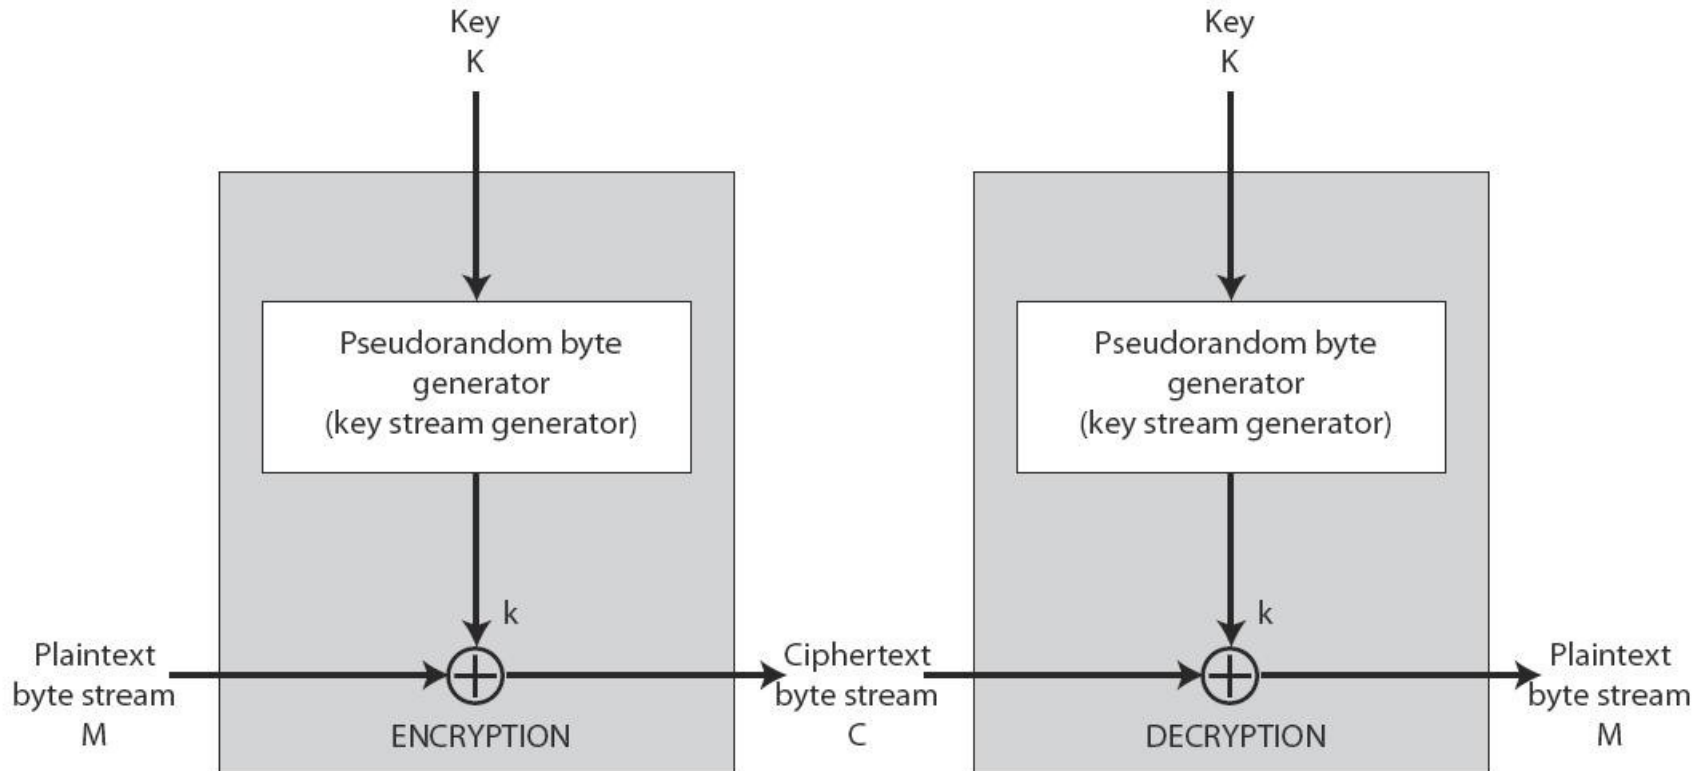 Key
K
Key
K
Pseudorandom byte
generator
(key stream generator)
Pseudorandom byte
generator
(key stream generator)
k
k
Plaintext
byte stream
M
ENCRYPTION
Ciphertext
byte stream
C
DECRYPTION
Plaintext
byte stream
M